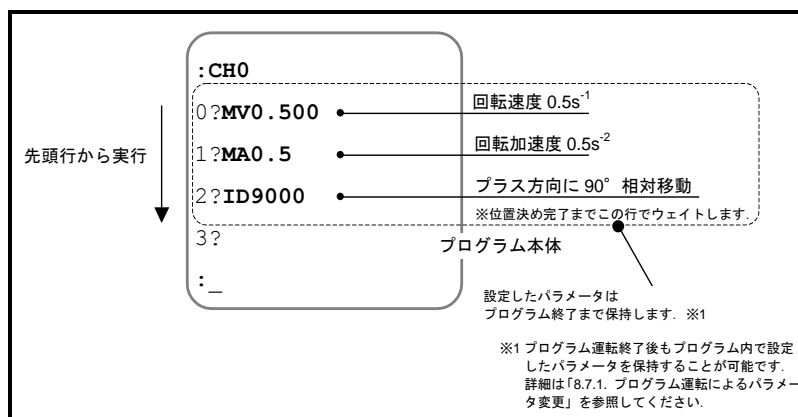 :CH0
0?MV0.500
回転速度 0.5s⁻¹
1?MA0.5
回転加速度 0.5s⁻²
先頭行から実行
2?ID9000
プラス方向に 90° 相対移動
※位置決め完了までこの行でウェイトします.
3?
プログラム本体
:_
設定したパラメータは
プログラム終了まで保持します. ※1
※1 プログラム運転終了後もプログラム内で設定
したパラメータを保持することが可能です.
詳細は「8.7.1. プログラム運転によるパラメー
タ変更」を参照してください.